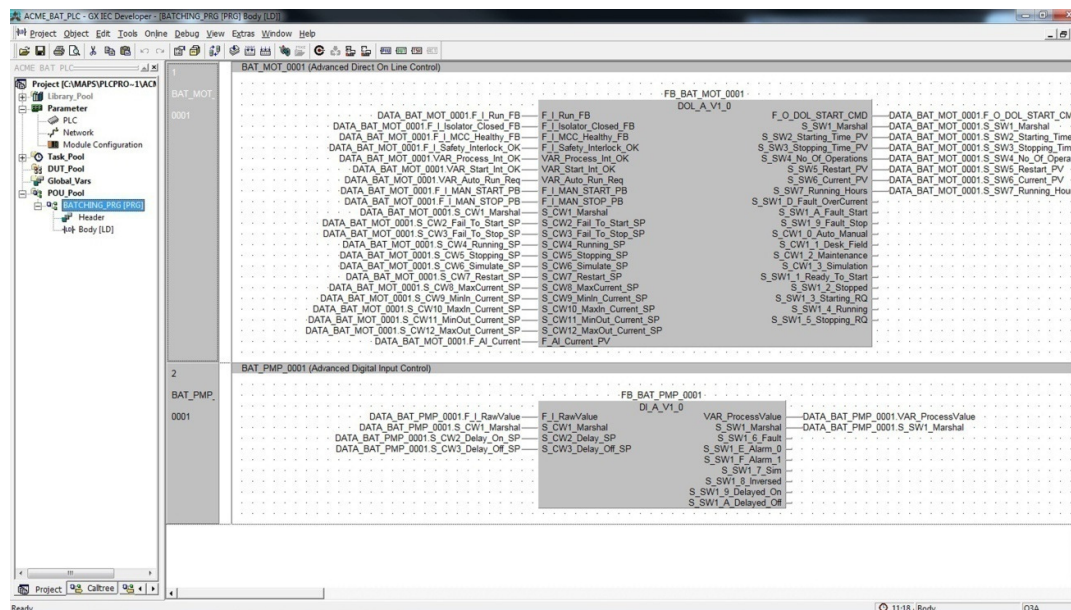 ACME_BAT_PLC - GX IEC Developer - [BATCHING_PRG [PRG] Body [LD]]
Project Object Edit Tools Online Debug View Extras Window Help
ACME BAT PLC
Project [C:\MAPS\PLCPRO~1\ACM
Library_Pool
Parameter
PLC
Network
Module Configuration
Task_Pool
DUT_Pool
Global_Vars
POU_Pool
BATCHING_PRG [PRG]
Header
Body [LD]
Project Calltree
1
BAT_MOT_
0001
BAT_MOT_0001 (Advanced Direct On Line Control)
FB_BAT_MOT_0001
DOL_A_V1_0
DATA_BAT_MOT_0001.F_I_Run_FB F_I_Run_FB F_O_DOL_START_CMD DATA_BAT_MOT_0001.F_O_DOL_START_CM
DATA_BAT_MOT_0001.F_I_Isolator_Closed_FB F_I_Isolator_Closed_FB S_SW1_Marshal DATA_BAT_MOT_0001.S_SW1_Marshal
DATA_BAT_MOT_0001.F_I_MCC_Healthy_FB F_I_MCC_Healthy_FB S_SW2_Starting_Time_PV DATA_BAT_MOT_0001.S_SW2_Starting_Time
DATA_BAT_MOT_0001.F_I_Safety_Interlock_OK F_I_Safety_Interlock_OK S_SW3_Stopping_Time_PV DATA_BAT_MOT_0001.S_SW3_Stopping_Tim
DATA_BAT_MOT_0001.VAR_Process_Int_OK VAR_Process_Int_OK S_SW4_No_Of_Operations DATA_BAT_MOT_0001.S_SW4_No_Of_Opera
DATA_BAT_MOT_0001.VAR_Start_Int_OK VAR_Start_Int_OK S_SW5_Restart_PV DATA_BAT_MOT_0001.S_SW5_Restart_PV
DATA_BAT_MOT_0001.VAR_Auto_Run_Req VAR_Auto_Run_Req S_SW6_Current_PV DATA_BAT_MOT_0001.S_SW6_Current_PV
DATA_BAT_MOT_0001.F_I_MAN_START_PB F_I_MAN_START_PB S_SW7_Running_Hours DATA_BAT_MOT_0001.S_SW7_Running_Hou
DATA_BAT_MOT_0001.F_I_MAN_STOP_PB F_I_MAN_STOP_PB S_SW1_D_Fault_OverCurrent
DATA_BAT_MOT_0001.S_CW1_Marshal S_CW1_Marshal S_SW1_A_Fault_Start
DATA_BAT_MOT_0001.S_CW2_Fail_To_Start_SP S_CW2_Fail_To_Start_SP S_SW1_9_Fault_Stop
DATA_BAT_MOT_0001.S_CW3_Fail_To_Stop_SP S_CW3_Fail_To_Stop_SP S_CW1_0_Auto_Manual
DATA_BAT_MOT_0001.S_CW4_Running_SP S_CW4_Running_SP S_CW1_1_Desk_Field
DATA_BAT_MOT_0001.S_CW5_Stopping_SP S_CW5_Stopping_SP S_CW1_2_Maintenance
DATA_BAT_MOT_0001.S_CW6_Simulate_SP S_CW6_Simulate_SP S_CW1_3_Simulation
DATA_BAT_MOT_0001.S_CW7_Restart_SP S_CW7_Restart_SP S_SW1_1_Ready_To_Start
DATA_BAT_MOT_0001.S_CW8_MaxCurrent_SP S_CW8_MaxCurrent_SP S_SW1_2_Stopped
DATA_BAT_MOT_0001.S_CW9_MinIn_Current_SP S_CW9_MinIn_Current_SP S_SW1_3_Starting_RQ
DATA_BAT_MOT_0001.S_CW10_MaxIn_Current_SP S_CW10_MaxIn_Current_SP S_SW1_4_Running
DATA_BAT_MOT_0001.S_CW11_MinOut_Current_SP S_CW11_MinOut_Current_SP S_SW1_5_Stopping_RQ
DATA_BAT_MOT_0001.S_CW12_MaxOut_Current_SP S_CW12_MaxOut_Current_SP
DATA_BAT_MOT_0001.F_AI_Current F_AI_Current_PV
2
BAT_PMP_
0001
BAT_PMP_0001 (Advanced Digital Input Control)
FB_BAT_PMP_0001
DI_A_V1_0
DATA_BAT_PMP_0001.F_I_RawValue F_I_RawValue VAR_ProcessValue DATA_BAT_PMP_0001.VAR_ProcessValue
DATA_BAT_PMP_0001.S_CW1_Marshal S_CW1_Marshal S_SW1_Marshal DATA_BAT_PMP_0001.S_SW1_Marshal
DATA_BAT_PMP_0001.S_CW2_Delay_On_SP S_CW2_Delay_SP S_SW1_6_Fault
DATA_BAT_PMP_0001.S_CW3_Delay_Off_SP S_CW3_Delay_Off_SP S_SW1_E_Alarm_0
S_SW1_F_Alarm_1
S_SW1_7_Sim
S_SW1_8_Inversed
S_SW1_9_Delayed_On
S_SW1_A_Delayed_Off
Ready 11:18 - Body Q3A